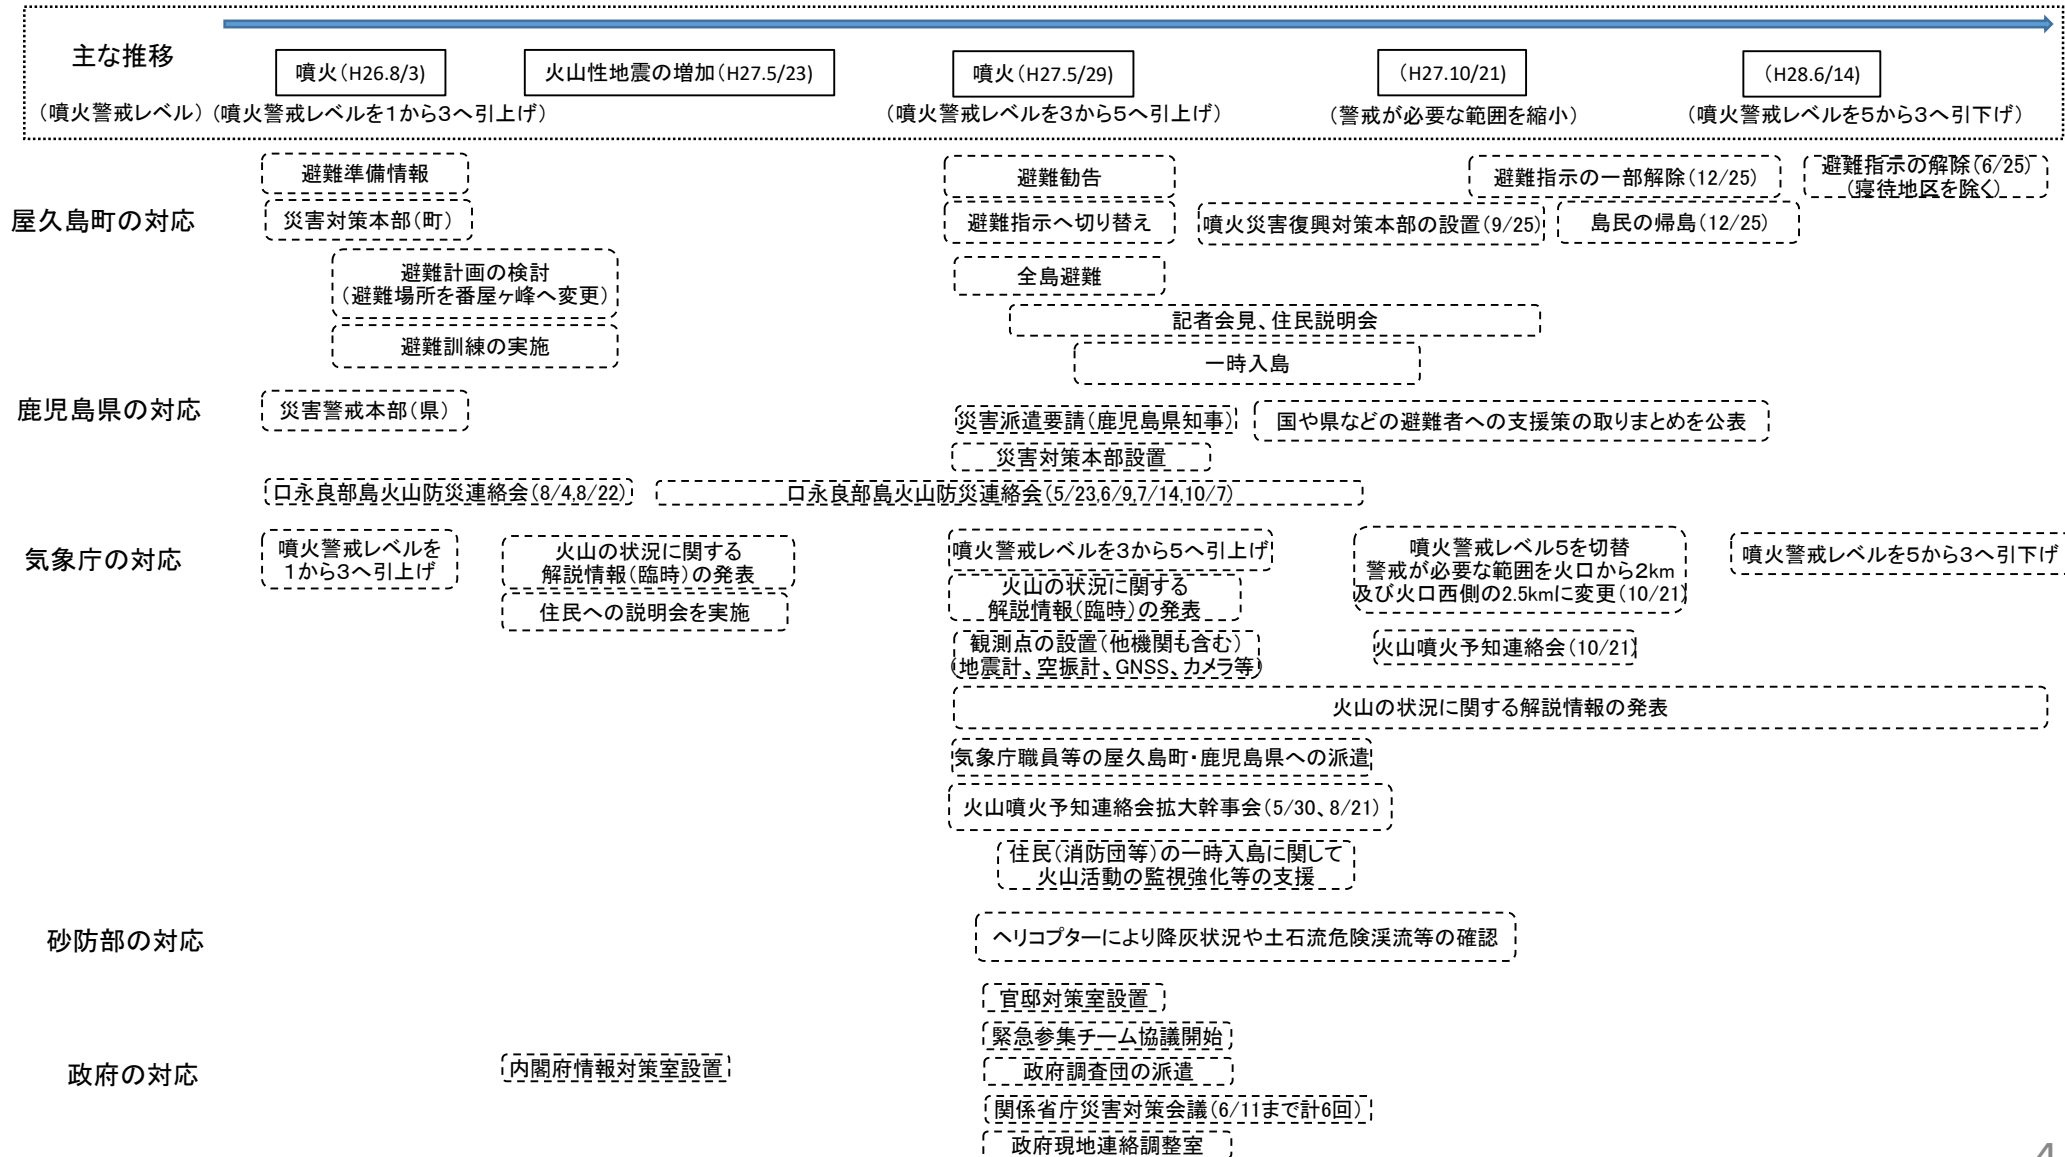 主な推移
噴火(H26.8/3)
火山性地震の増加(H27.5/23)
噴火(H27.5/29)
(H27.10/21)
(H28.6/14)
(噴火警戒レベル)
(噴火警戒レベルを1から3へ引上げ)
(噴火警戒レベルを3から5へ引上げ)
(警戒が必要な範囲を縮小)
(噴火警戒レベルを5から3へ引下げ)
屋久島町の対応
避難準備情報
災害対策本部(町)
避難計画の検討
(避難場所を番屋ヶ峰へ変更)
避難訓練の実施
避難勧告
避難指示へ切り替え
全島避難
噴火災害復興対策本部の設置(9/25)
避難指示の一部解除(12/25)
島民の帰島(12/25)
避難指示の解除(6/25)
(寝待地区を除く)
記者会見、住民説明会
一時入島
鹿児島県の対応
災害警戒本部(県)
災害派遣要請(鹿児島県知事)
国や県などの避難者への支援策の取りまとめを公表
災害対策本部設置
口永良部島火山防災連絡会(8/4,8/22)
口永良部島火山防災連絡会(5/23,6/9,7/14,10/7)
気象庁の対応
噴火警戒レベルを
1から3へ引上げ
火山の状況に関する
解説情報(臨時)の発表
住民への説明会を実施
噴火警戒レベルを3から5へ引上げ
火山の状況に関する
解説情報(臨時)の発表
観測点の設置(他機関も含む)
(地震計、空振計、GNSS、カメラ等)
噴火警戒レベル5を切替
警戒が必要な範囲を火口から2km
及び火口西側の2.5kmに変更(10/21)
火山噴火予知連絡会(10/21)
噴火警戒レベルを5から3へ引下げ
火山の状況に関する解説情報の発表
気象庁職員等の屋久島町・鹿児島県への派遣
火山噴火予知連絡会拡大幹事会(5/30、8/21)
住民(消防団等)の一時入島に関して
火山活動の監視強化等の支援
砂防部の対応
ヘリコプターにより降灰状況や土石流危険渓流等の確認
政府の対応
内閣府情報対策室設置
官邸対策室設置
緊急参集チーム協議開始
政府調査団の派遣
関係省庁災害対策会議(6/11まで計6回)
政府現地連絡調整室
4